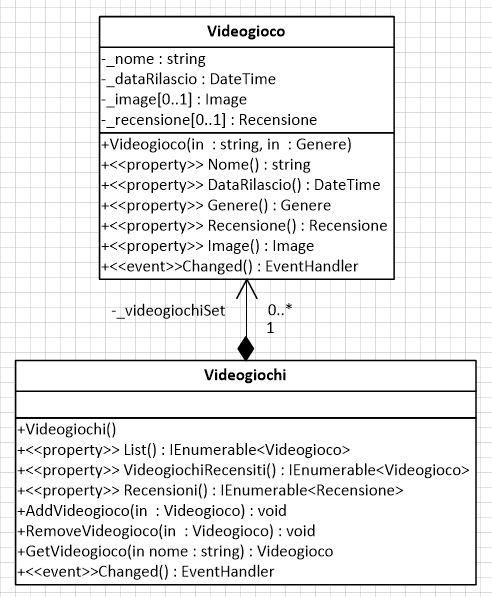 Videogioco
-_nome : string
-_dataRilascio : DateTime
-_image[0..1] : Image
-_recensione[0..1] : Recensione
+Videogioco(in : string, in : Genere)
+<<property>> Nome() : string
+<<property>> DataRilascio() : DateTime
+<<property>> Genere() : Genere
+<<property>> Recensione() : Recensione
+<<property>> Image() : Image
+<<event>>Changed() : EventHandler
-_videogiochiSet 0..*
1
Videogiochi
+Videogiochi()
+<<property>> List() : IEnumerable<Videogioco>
+<<property>> VideogiochiRecensiti() : IEnumerable<Videogioco>
+<<property>> Recensioni() : IEnumerable<Recensione>
+AddVideogioco(in : Videogioco) : void
+RemoveVideogioco(in : Videogioco) : void
+GetVideogioco(in nome : string) : Videogioco
+<<event>>Changed() : EventHandler